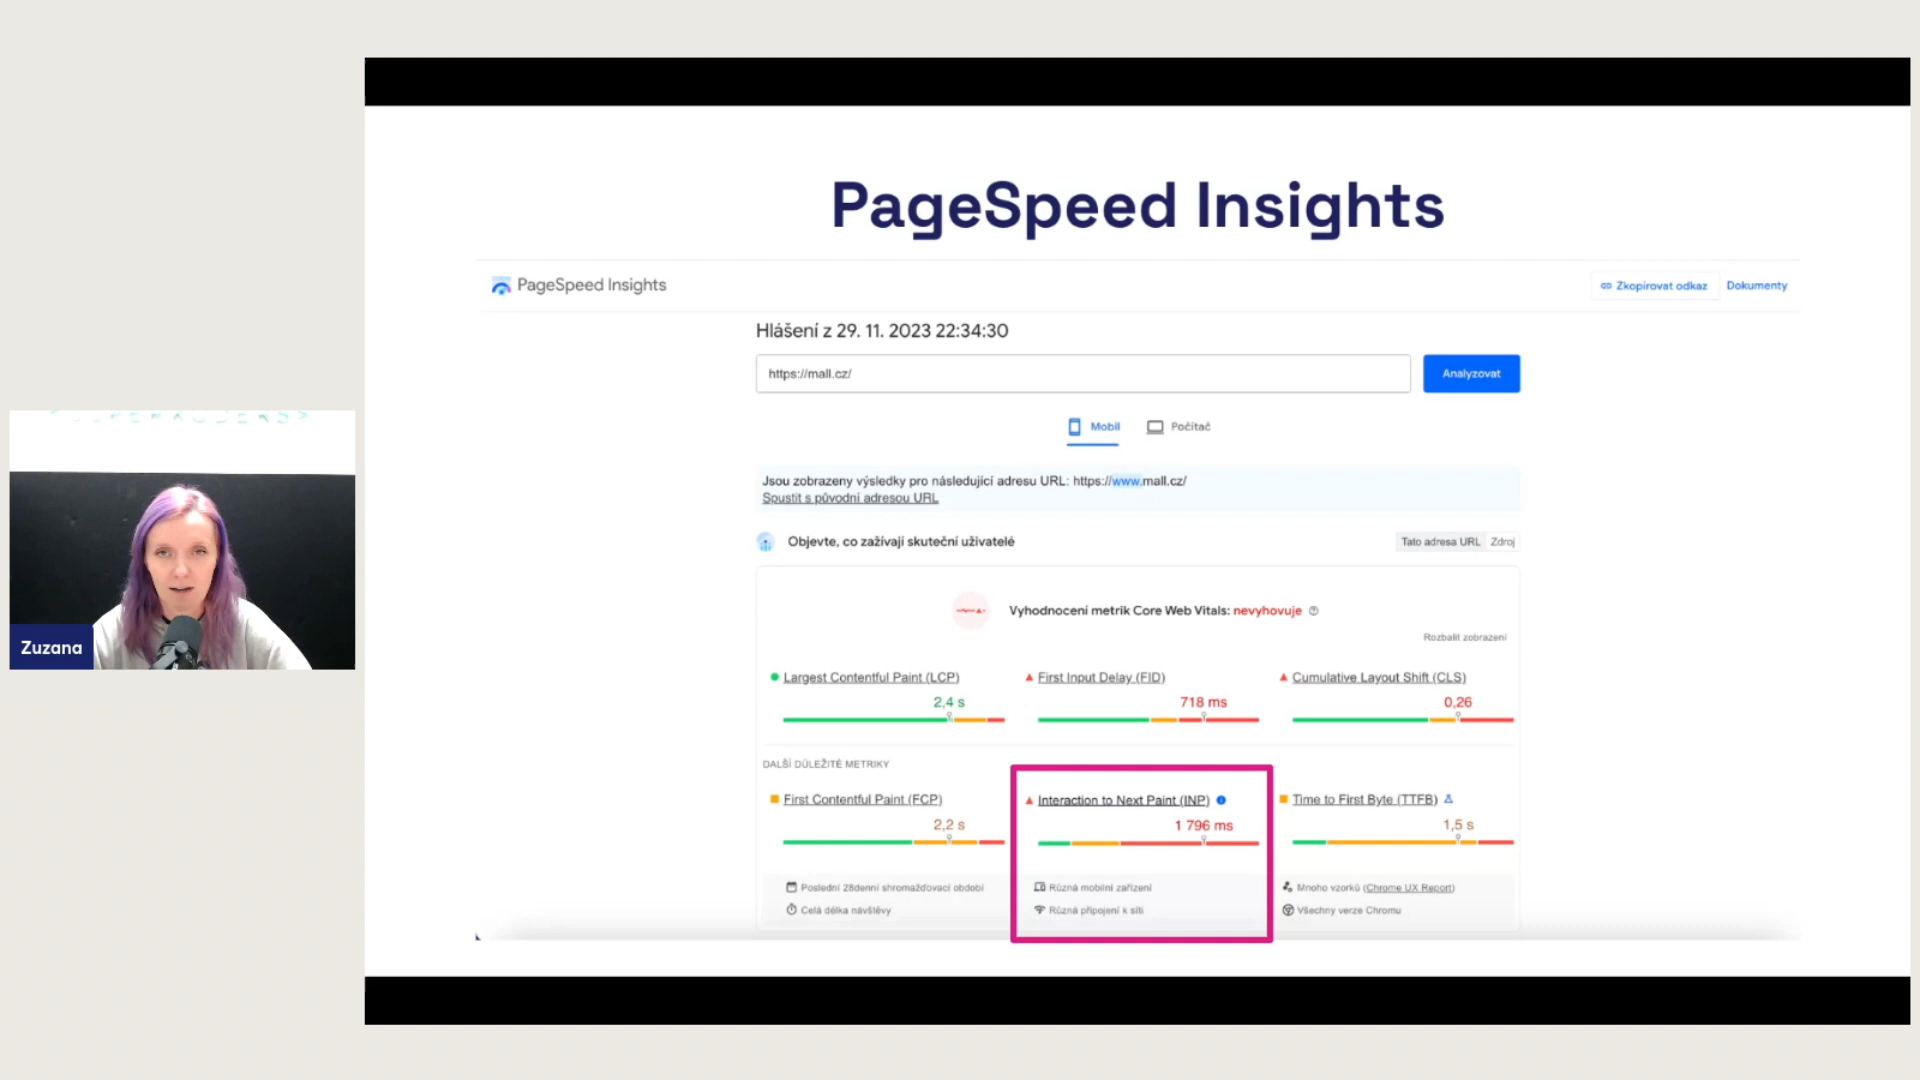 PageSpeed Insights
PageSpeed Insights
Zkopírovat odkaz
Dokumenty
Hlášení z 29. 11. 2023 22:34:30
https://mall.cz/
Analyzovat
Mobil
Počítač
Jsou zobrazeny výsledky pro následující adresu URL: https://www.mall.cz/
Spustit s původní adresou URL
Objevte, co zažívají skuteční uživatelé
Tato adresa URL
Zdroj
Vyhodnocení metrik Core Web Vitals: nevyhovuje
Rozbalit zobrazení
Largest Contentful Paint (LCP)
2,4 s
First Input Delay (FID)
718 ms
Cumulative Layout Shift (CLS)
0,26
DALŠÍ DŮLEŽITÉ METRIKY
First Contentful Paint (FCP)
2,2 s
Interaction to Next Paint (INP)
1 796 ms
Time to First Byte (TTFB)
1,5 s
Poslední 28denní shromažďovací období
Různá mobilní zařízení
Mnoho vzorků (Chrome UX Report)
Celá délka návštěvy
Různá připojení k síti
Všechny verze Chromu
Zuzana